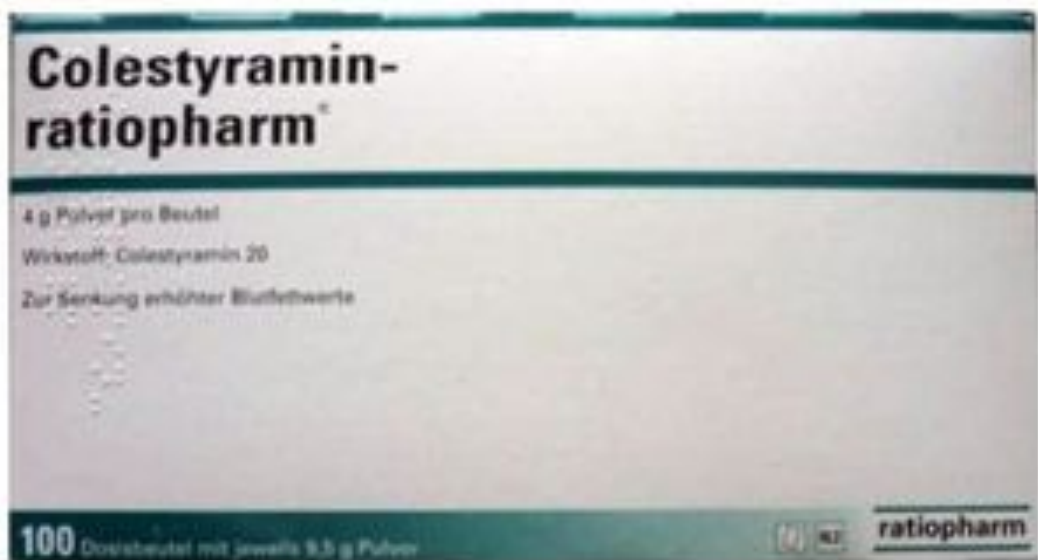 Colestyramin-
ratiopharm®
4 g Pulver pro Beutel
Wirkstoff: Colestyramin 20
Zur Senkung erhöhter Blutfettwerte
100 Dosisbeutel mit jeweils 9,5 g Pulver
N3
ratiopharm